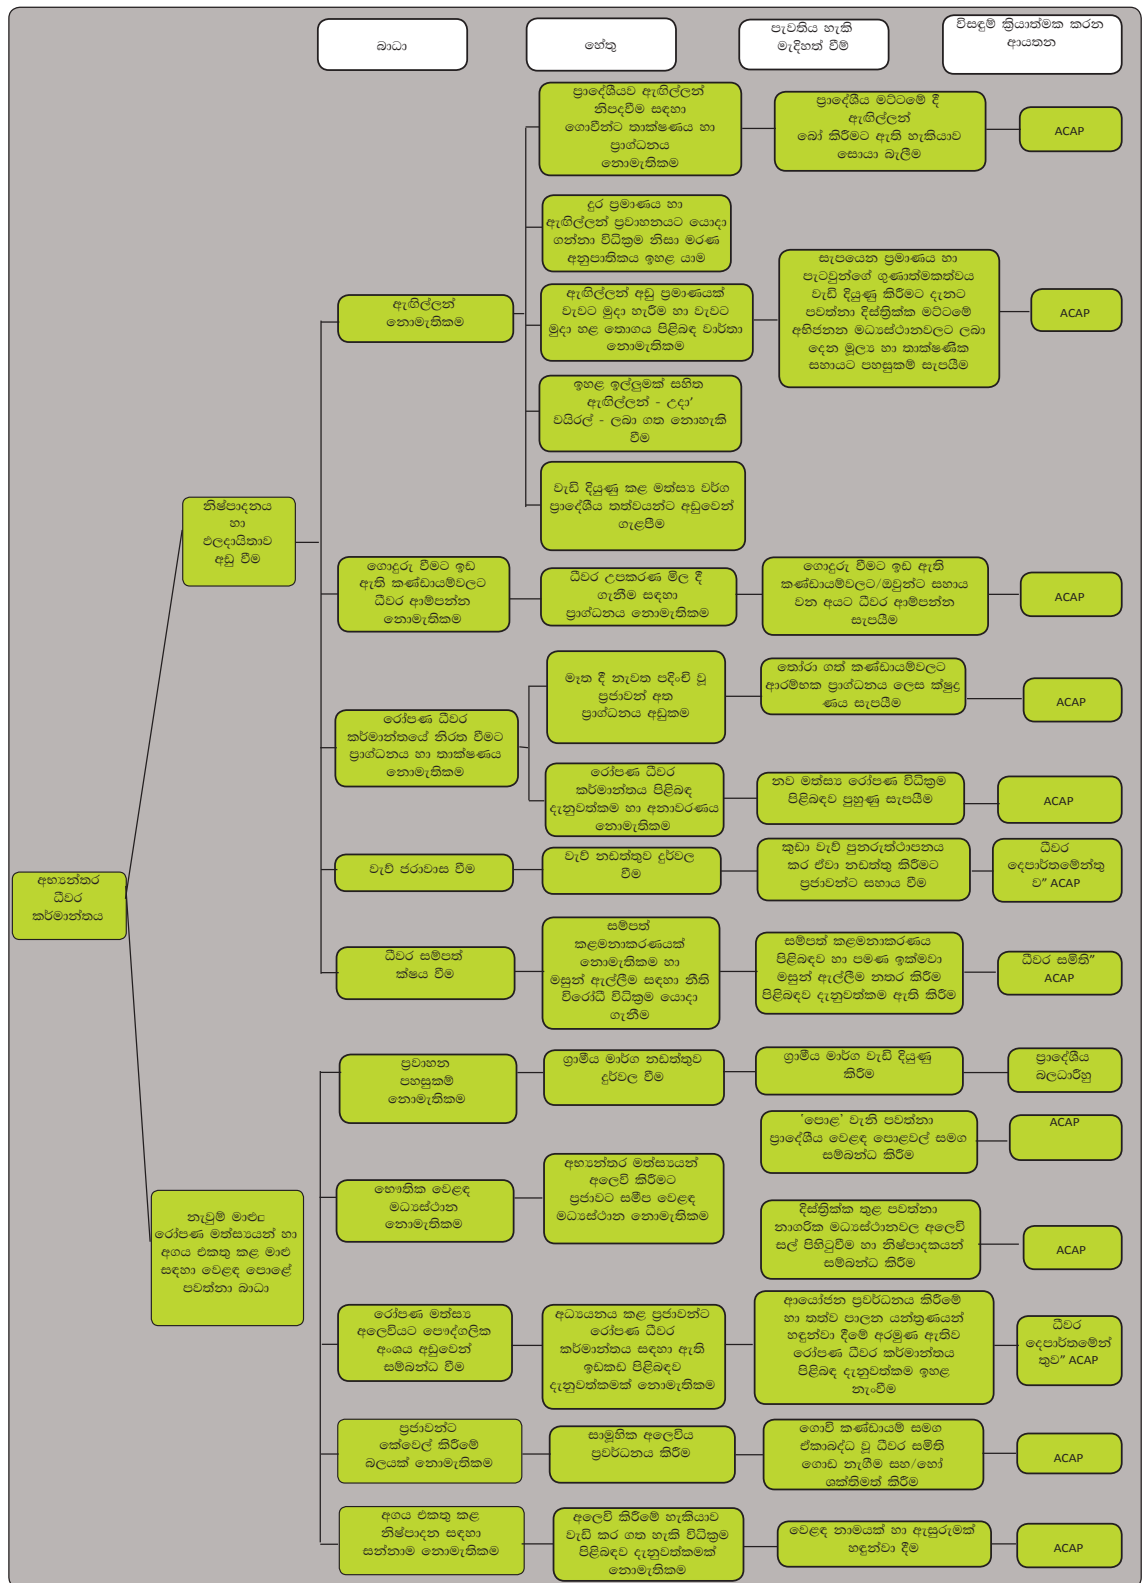 බාධා
හේතු
පැවතිය හැකි
මැදිහත් වීම්
විසඳුම් ක්‍රියාත්මක කරන
ආයතන
ප්‍රාදේශීයව ඇඟිල්ලන්
නිපදවීම සඳහා
ගොවීන්ට තාක්ෂණය හා
ප්‍රාග්ධනය
නොමැතිකම
ප්‍රාදේශීය මට්ටමේ දී
ඇඟිල්ලන්
බෝ කිරීමට ඇති හැකියාව
සොයා බැලීම
ACAP
දුර ප්‍රමාණය හා
ඇඟිල්ලන් ප්‍රවාහනයට යොදා
ගන්නා විධික්‍රම නිසා මරණ
අනුපාතිකය ඉහළ යාම
ඇඟිල්ලන්
නොමැතිකම
ඇඟිල්ලන් අඩු ප්‍රමාණයක්
වැවට මුදා හැරීම හා වැවට
මුදා හළ තොගය පිළිබඳ වාර්තා
නොමැතිකම
සැපයෙන ප්‍රමාණය හා
පැටවුන්ගේ ගුණාත්මකත්වය
වැඩි දියුණු කිරීමට දැනට
පවත්නා දිස්ත්‍රික්ක මට්ටමේ
අභිජනන මධ්‍යස්ථානවලට ලබා
දෙන මූල්‍ය හා තාක්ෂණික
සහායට පහසුකම් සැපයීම
ACAP
ඉහළ ඉල්ලුමක් සහිත
ඇඟිල්ලන් - උදා'
වයිරල් - ලබා ගත නොහැකි
වීම
වැඩි දියුණු කළ මත්ස්‍ය වර්ග
ප්‍රාදේශීය තත්වයන්ට අඩුවෙන්
ගැළපීම
නිෂ්පාදනය
හා
ඵලදායිතාව
අඩු වීම
ගොදුරු වීමට ඉඩ
ඇති කණ්ඩායම්වලට
ධීවර ආම්පන්න
නොමැතිකම
ධීවර උපකරණ මිල දී
ගැනීම සඳහා
ප්‍රාග්ධනය නොමැතිකම
ගොදුරු වීමට ඉඩ ඇති
කණ්ඩායම්වලට/ඔවුන්ට සහාය
වන අයට ධීවර ආම්පන්න
සැපයීම
ACAP
රෝපණ ධීවර
කර්මාන්තයේ නිරත වීමට
ප්‍රාග්ධනය හා තාක්ෂණය
නොමැතිකම
මෑත දී නැවත පදිංචි වූ
ප්‍රජාවන් අත
ප්‍රාග්ධනය අඩුකම
තෝරා ගත් කණ්ඩායම්වලට
ආරම්භක ප්‍රාග්ධනය ලෙස ක්ෂුද්‍ර
ණය සැපයීම
ACAP
රෝපණ ධීවර
කර්මාන්තය පිළිබඳ
දැනුවත්කම හා අනාවරණය
නොමැතිකම
නව මත්ස්‍ය රෝපණ විධික්‍රම
පිළිබඳව පුහුණු සැපයීම
ACAP
වැව් ජරාවාස වීම
වැව් නඩත්තුව දුර්වල
වීම
කුඩා වැව් පුනරුත්ථාපනය
කර ඒවා නඩත්තු කිරීමට
ප්‍රජාවන්ට සහාය වීම
ධීවර
දෙපාර්තමේන්තු
ව" ACAP
අභ්‍යන්තර
ධීවර
කර්මාන්තය
ධීවර සම්පත්
ක්ෂය වීම
සම්පත්
කළමනාකරණයක්
නොමැතිකම හා
මසුන් ඇල්ලීම සඳහා නීති
විරෝධී විධික්‍රම යොදා
ගැනීම
සම්පත් කළමනාකරණය
පිළිබඳව හා පමණ ඉක්මවා
මසුන් ඇල්ලීම නතර කිරීම
පිළිබඳව දැනුවත්කම ඇති කිරීම
ධීවර සමිති"
ACAP
ප්‍රවාහන
පහසුකම්
නොමැතිකම
ග්‍රාමීය මාර්ග නඩත්තුව
දුර්වල වීම
ග්‍රාමීය මාර්ග වැඩි දියුණු
කිරීම
ප්‍රාදේශීය
බලධාරීහු
'පොළ' වැනි පවත්නා
ප්‍රාදේශීය වෙළඳ පොළවල් සමග
සම්බන්ධ කිරීම
ACAP
භෞතික වෙළඳ
මධ්‍යස්ථාන
නොමැතිකම
අභ්‍යන්තර මත්ස්‍යයන්
අලෙවි කිරීමට
ප්‍රජාවට සමීප වෙළඳ
මධ්‍යස්ථාන නොමැතිකම
දිස්ත්‍රික්ක තුළ පවත්නා
නාගරික මධ්‍යස්ථානවල අලෙවි
සල් පිහිටුවීම හා නිෂ්පාදකයන්
සම්බන්ධ කිරීම
ACAP
නැවුම් මාළුඃ
රෝපණ මත්ස්‍යයන් හා
අගය එකතු කළ මාළු
සඳහා වෙළඳ පොළේ
පවත්නා බාධා
රෝපණ මත්ස්‍ය
අලෙවියට පෞද්ගලික
අංශය අඩුවෙන්
සම්බන්ධ වීම
අධ්‍යයනය කළ ප්‍රජාවන්ට
රෝපණ ධීවර
කර්මාන්තය සඳහා ඇති
ඉඩකඩ පිළිබඳව
දැනුවත්කමක් නොමැතිකම
ආයෝජන ප්‍රවර්ධනය කිරීමේ
හා තත්ව පාලන යන්ත්‍රණයන්
හඳුන්වා දීමේ අරමුණ ඇතිව
රෝපණ ධීවර කර්මාන්තය
පිළිබඳ දැනුවත්කම ඉහළ
නැංවීම
ධීවර
දෙපාර්තමේන්
තුව" ACAP
ප්‍රජාවන්ට
කේවෙල් කිරීමේ
බලයක් නොමැතිකම
සාමූහික අලෙවිය
ප්‍රවර්ධනය කිරීම
ගොවි කණ්ඩායම් සමග
ඒකාබද්ධ වූ ධීවර සමිති
ගොඩ නැගීම සහ/හෝ
ශක්තිමත් කිරීම
ACAP
අගය එකතු කළ
නිෂ්පාදන සඳහා
සන්නාම නොමැතිකම
අලෙවි කිරීමේ හැකියාව
වැඩි කර ගත හැකි විධික්‍රම
පිළිබඳව දැනුවත්කමක්
නොමැතිකම
වෙළඳ නාමයක් හා ඇසුරුමක්
හඳුන්වා දීම
ACAP